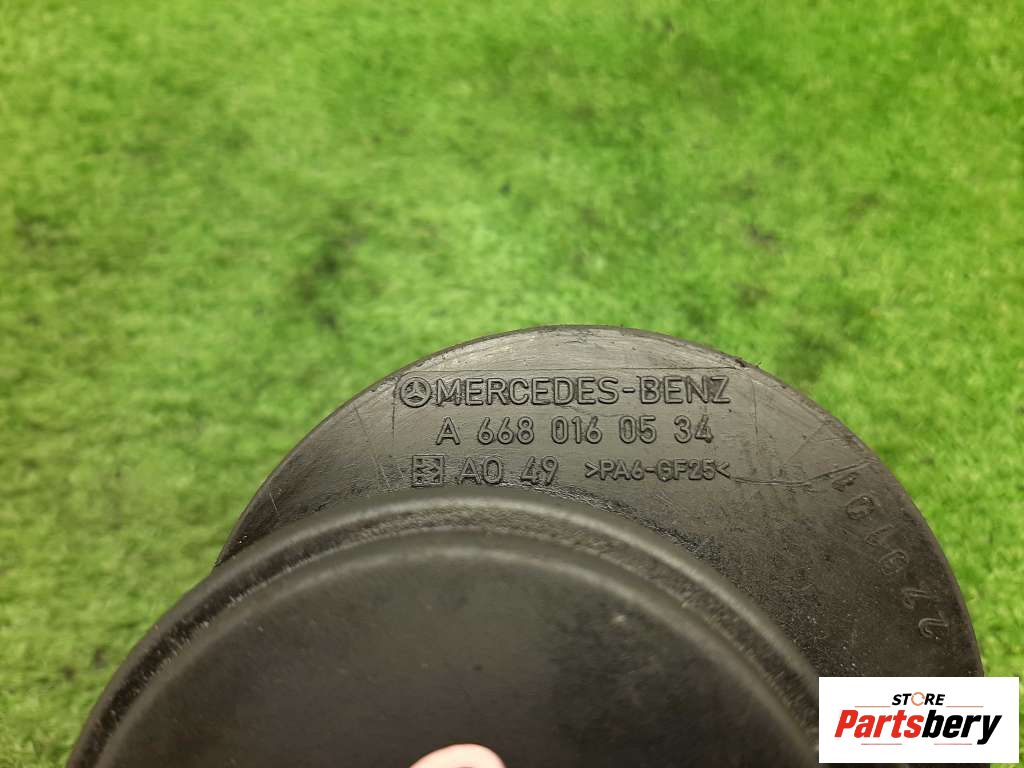 MERCEDES-BENZ
A 668 016 05 34
AO 49 >PA6-GF25<
STORE
Partsbery